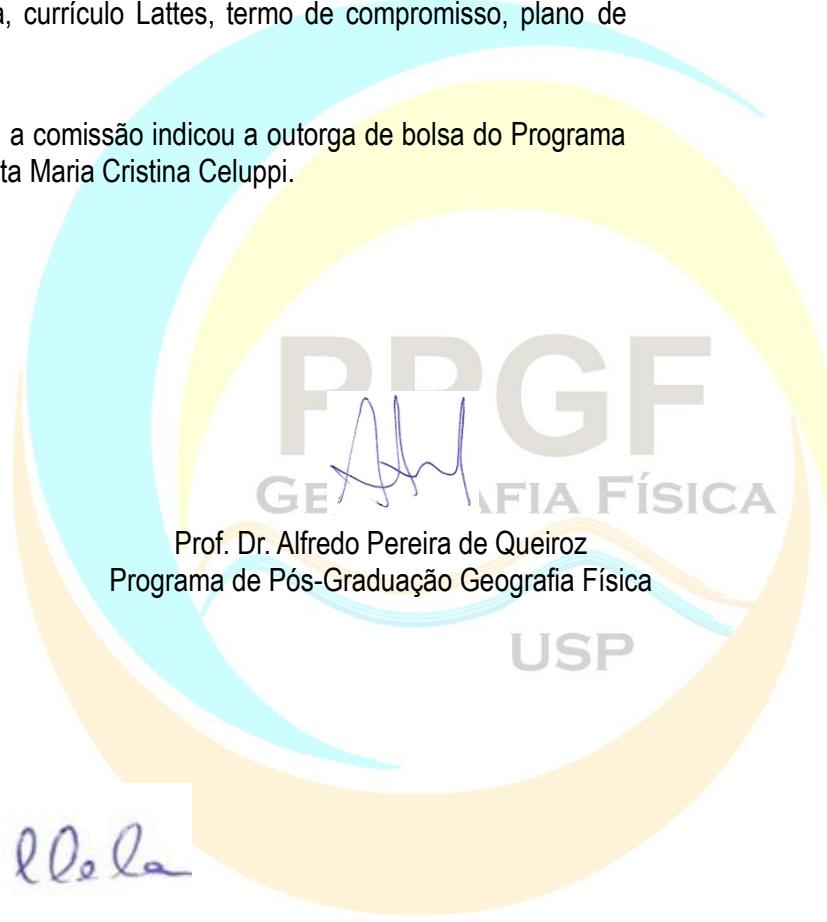 a, currículo Lattes, termo de compromisso, plano de
a comissão indicou a outorga de bolsa do Programa
ta Maria Cristina Celuppi.
PPGF
GE AFIA FÍSICA
Prof. Dr. Alfredo Pereira de Queiroz
Programa de Pós-Graduação Geografia Física
USP